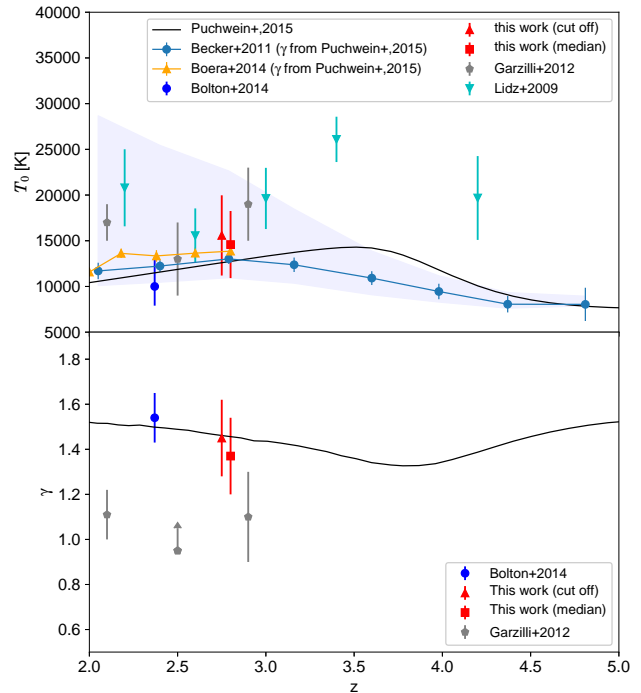 40000
35000
30000
25000
20000
15000
10000
5000
T₀ [K]
Puchwein+,2015
Becker+2011 (γ from Puchwein+,2015)
Boera+2014 (γ from Puchwein+,2015)
Bolton+2014
this work (cut off)
this work (median)
Garzilli+2012
Lidz+2009
1.8
1.6
1.4
1.2
1.0
0.8
0.6
γ
Bolton+2014
This work (cut off)
This work (median)
Garzilli+2012
2.0 2.5 3.0 3.5 4.0 4.5 5.0
z